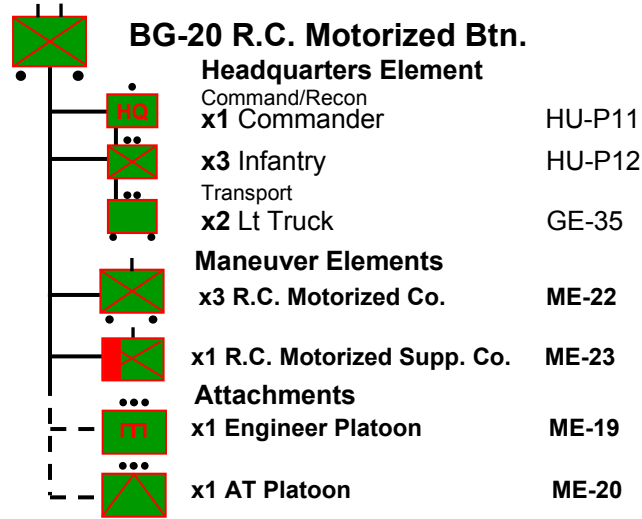 BG-20 R.C. Motorized Btn.
Headquarters Element
Command/Recon
HQ x1 Commander HU-P11
x3 Infantry HU-P12
Transport
x2 Lt Truck GE-35
Maneuver Elements
x3 R.C. Motorized Co. ME-22
x1 R.C. Motorized Supp. Co. ME-23
Attachments
x1 Engineer Platoon ME-19
x1 AT Platoon ME-20